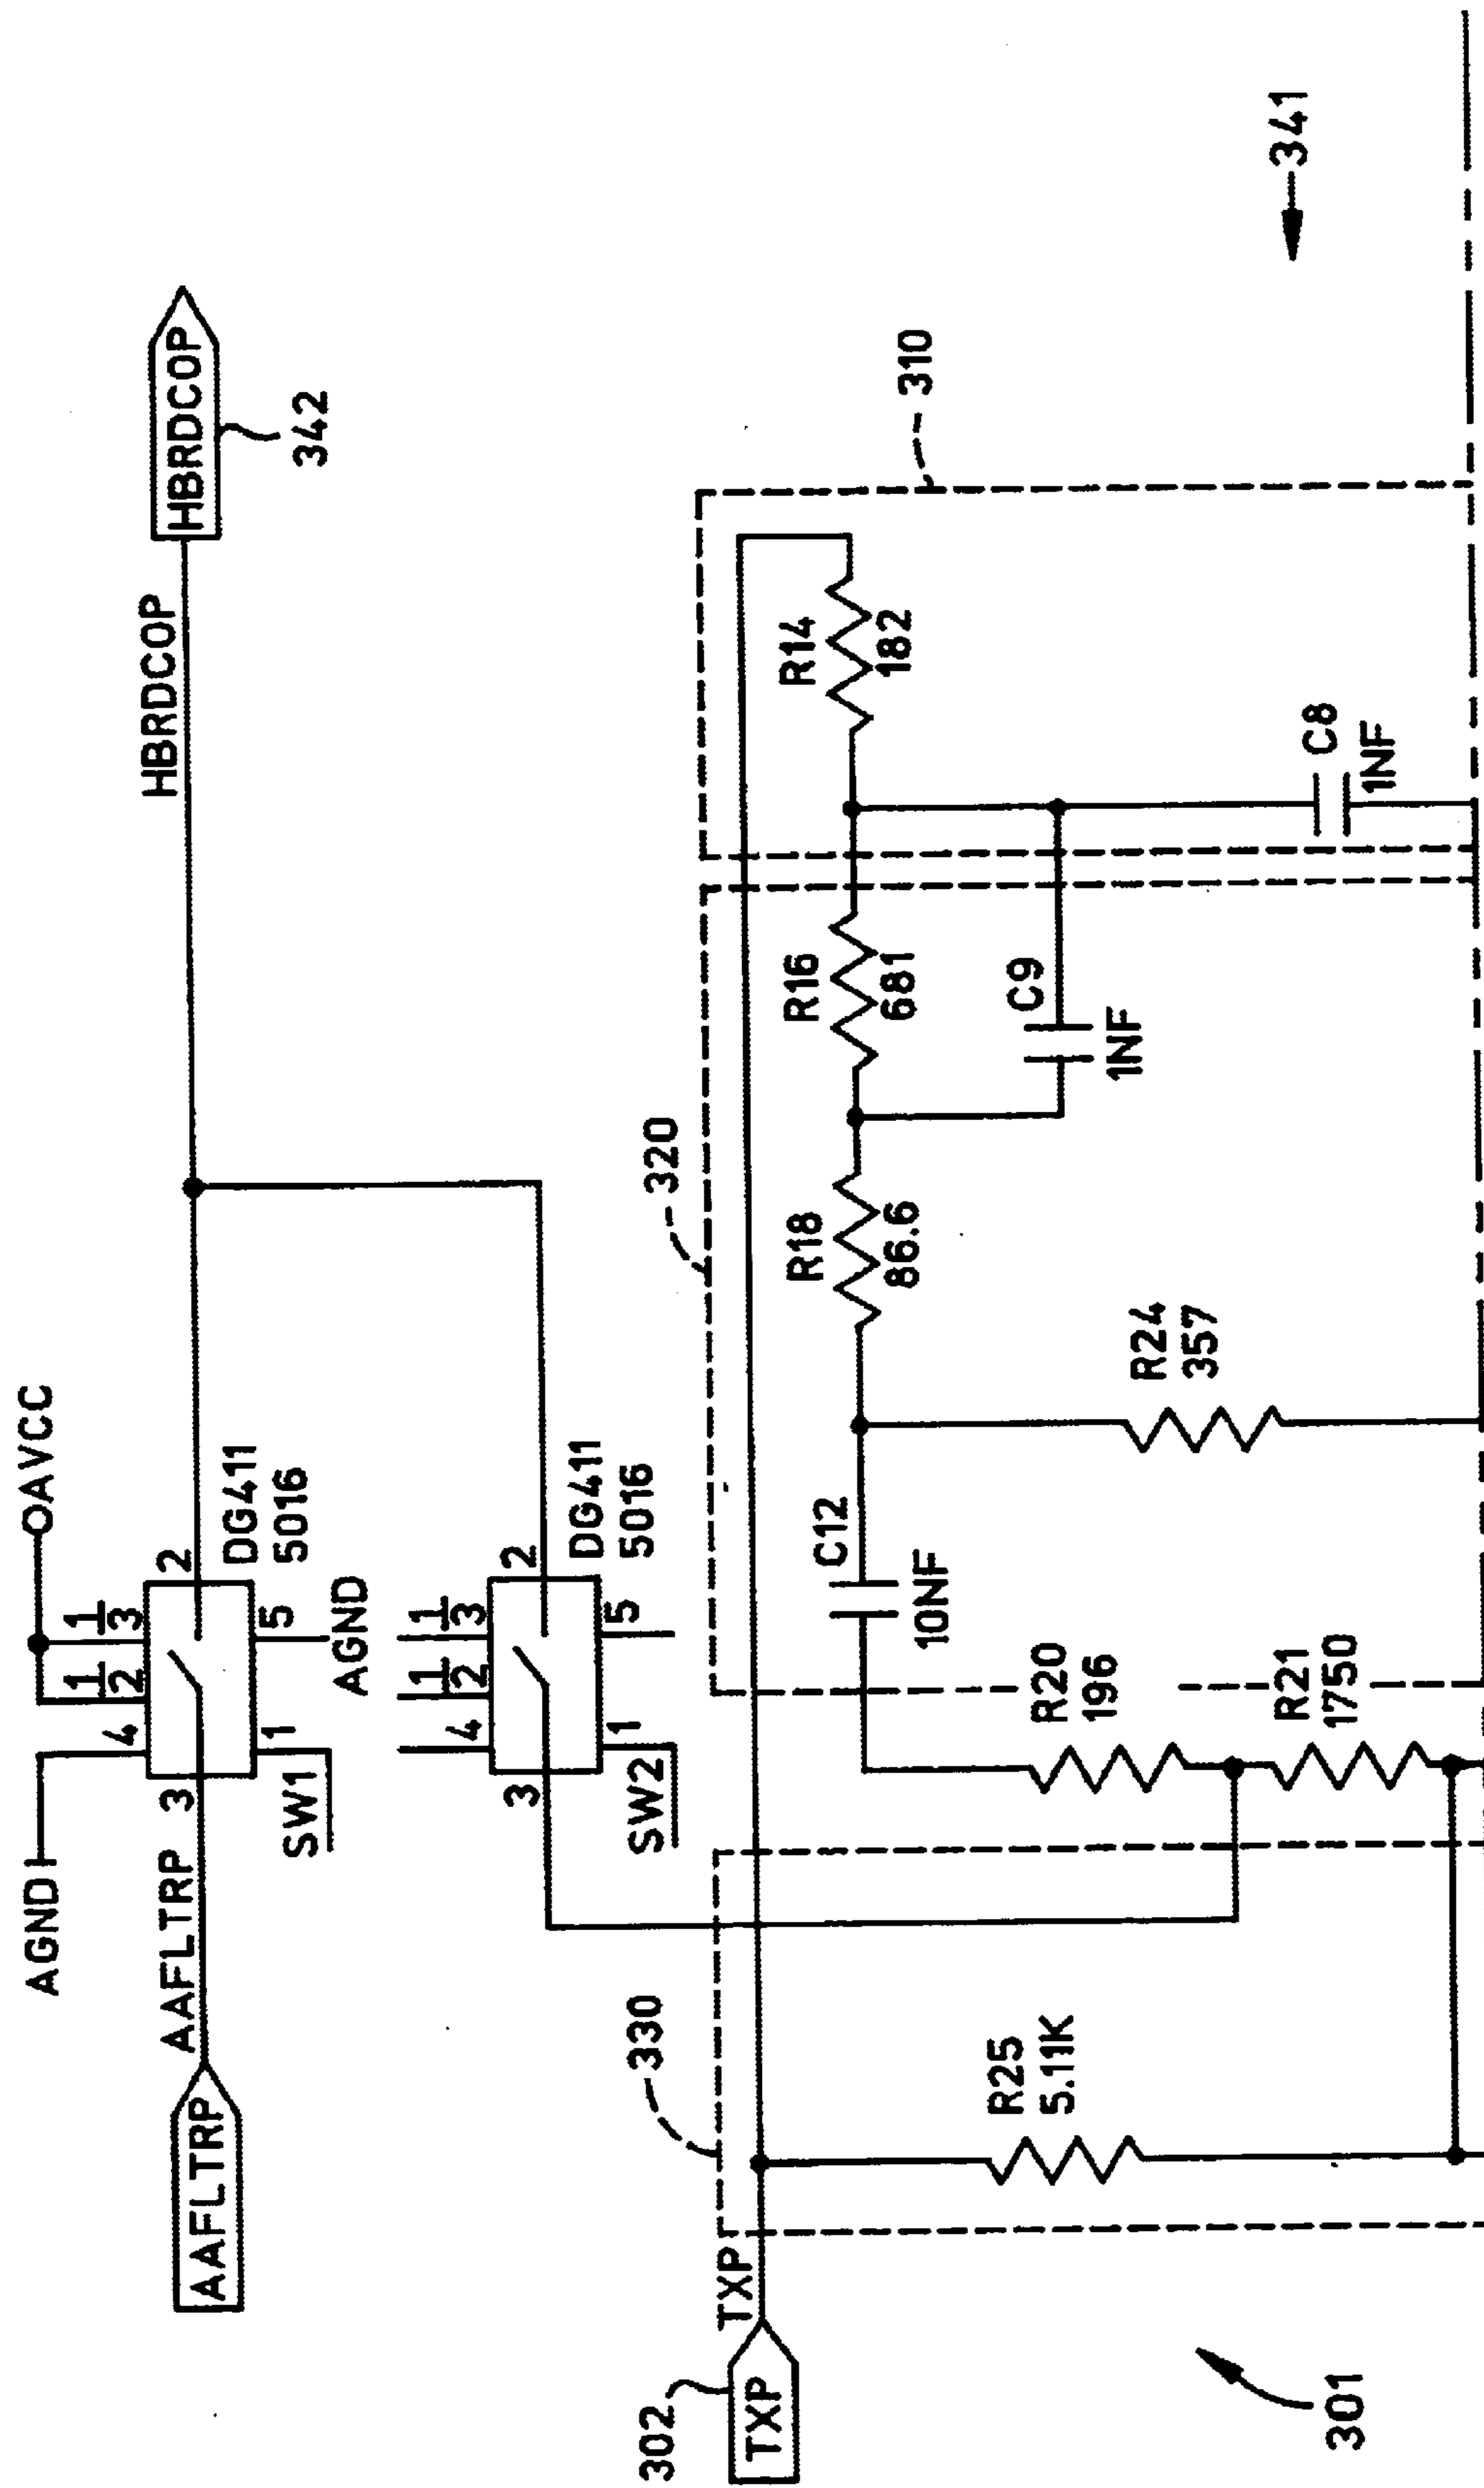 AGND
AVCC
4
1
2
1
3
AAFLTRP
AAFLTRP
3
2
HBRDCOP
HBRDCOP
342
DG411
5016
SW1
1
5
AGND
4
1
2
1
3
3
2
DG411
5016
SW2
1
5
330
320
310
302
TXP
TXP
R14
182
R16
681
R18
86.6
C12
10NF
C9
1NF
C8
1NF
R20
196
R24
357
R21
1750
R25
5.11K
301
341